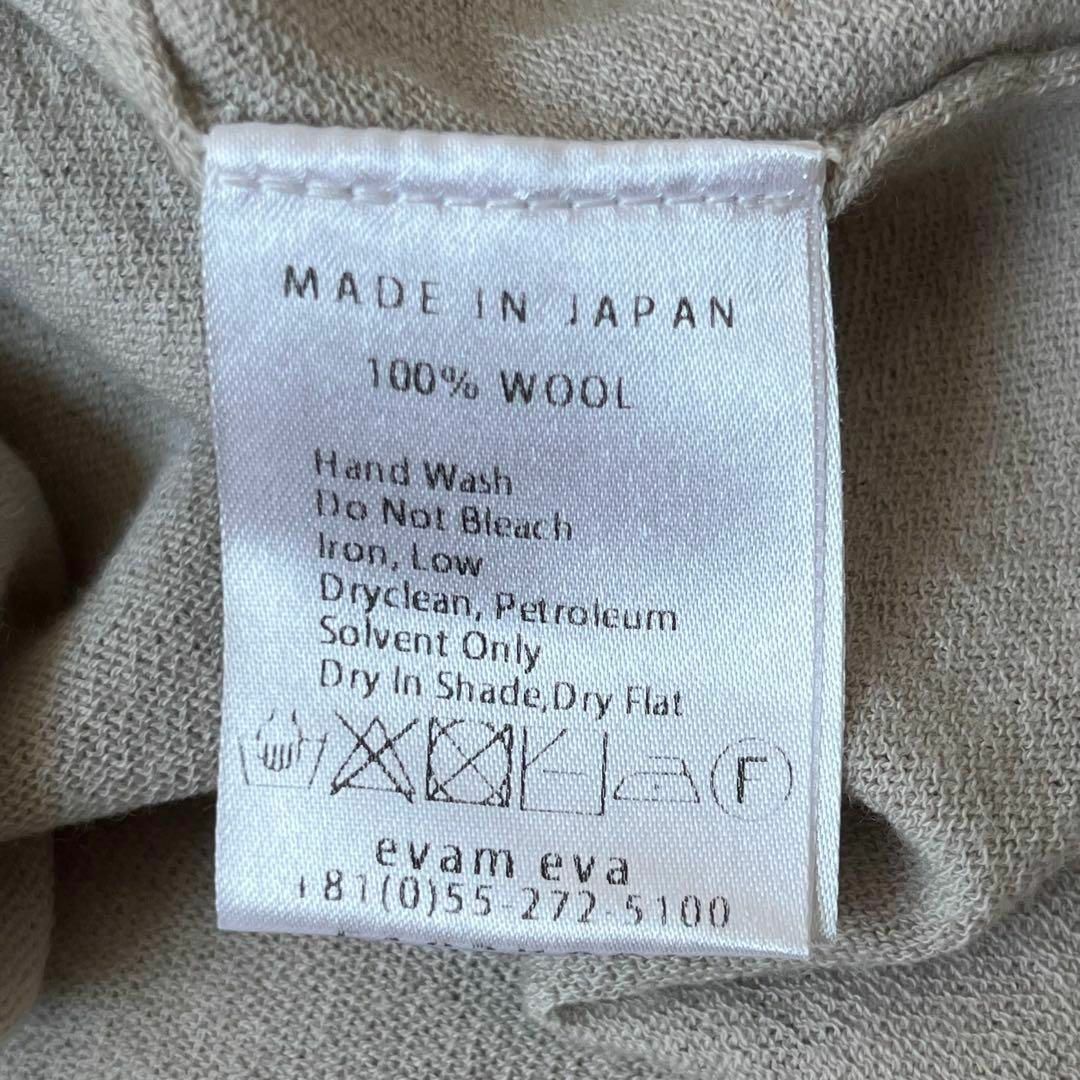 MADE IN JAPAN
100% WOOL
Hand Wash
Do Not Bleach
Iron, Low
Dryclean, Petroleum
Solvent Only
Dry In Shade,Dry Flat
F
evam eva
+81(0)55-272-5100